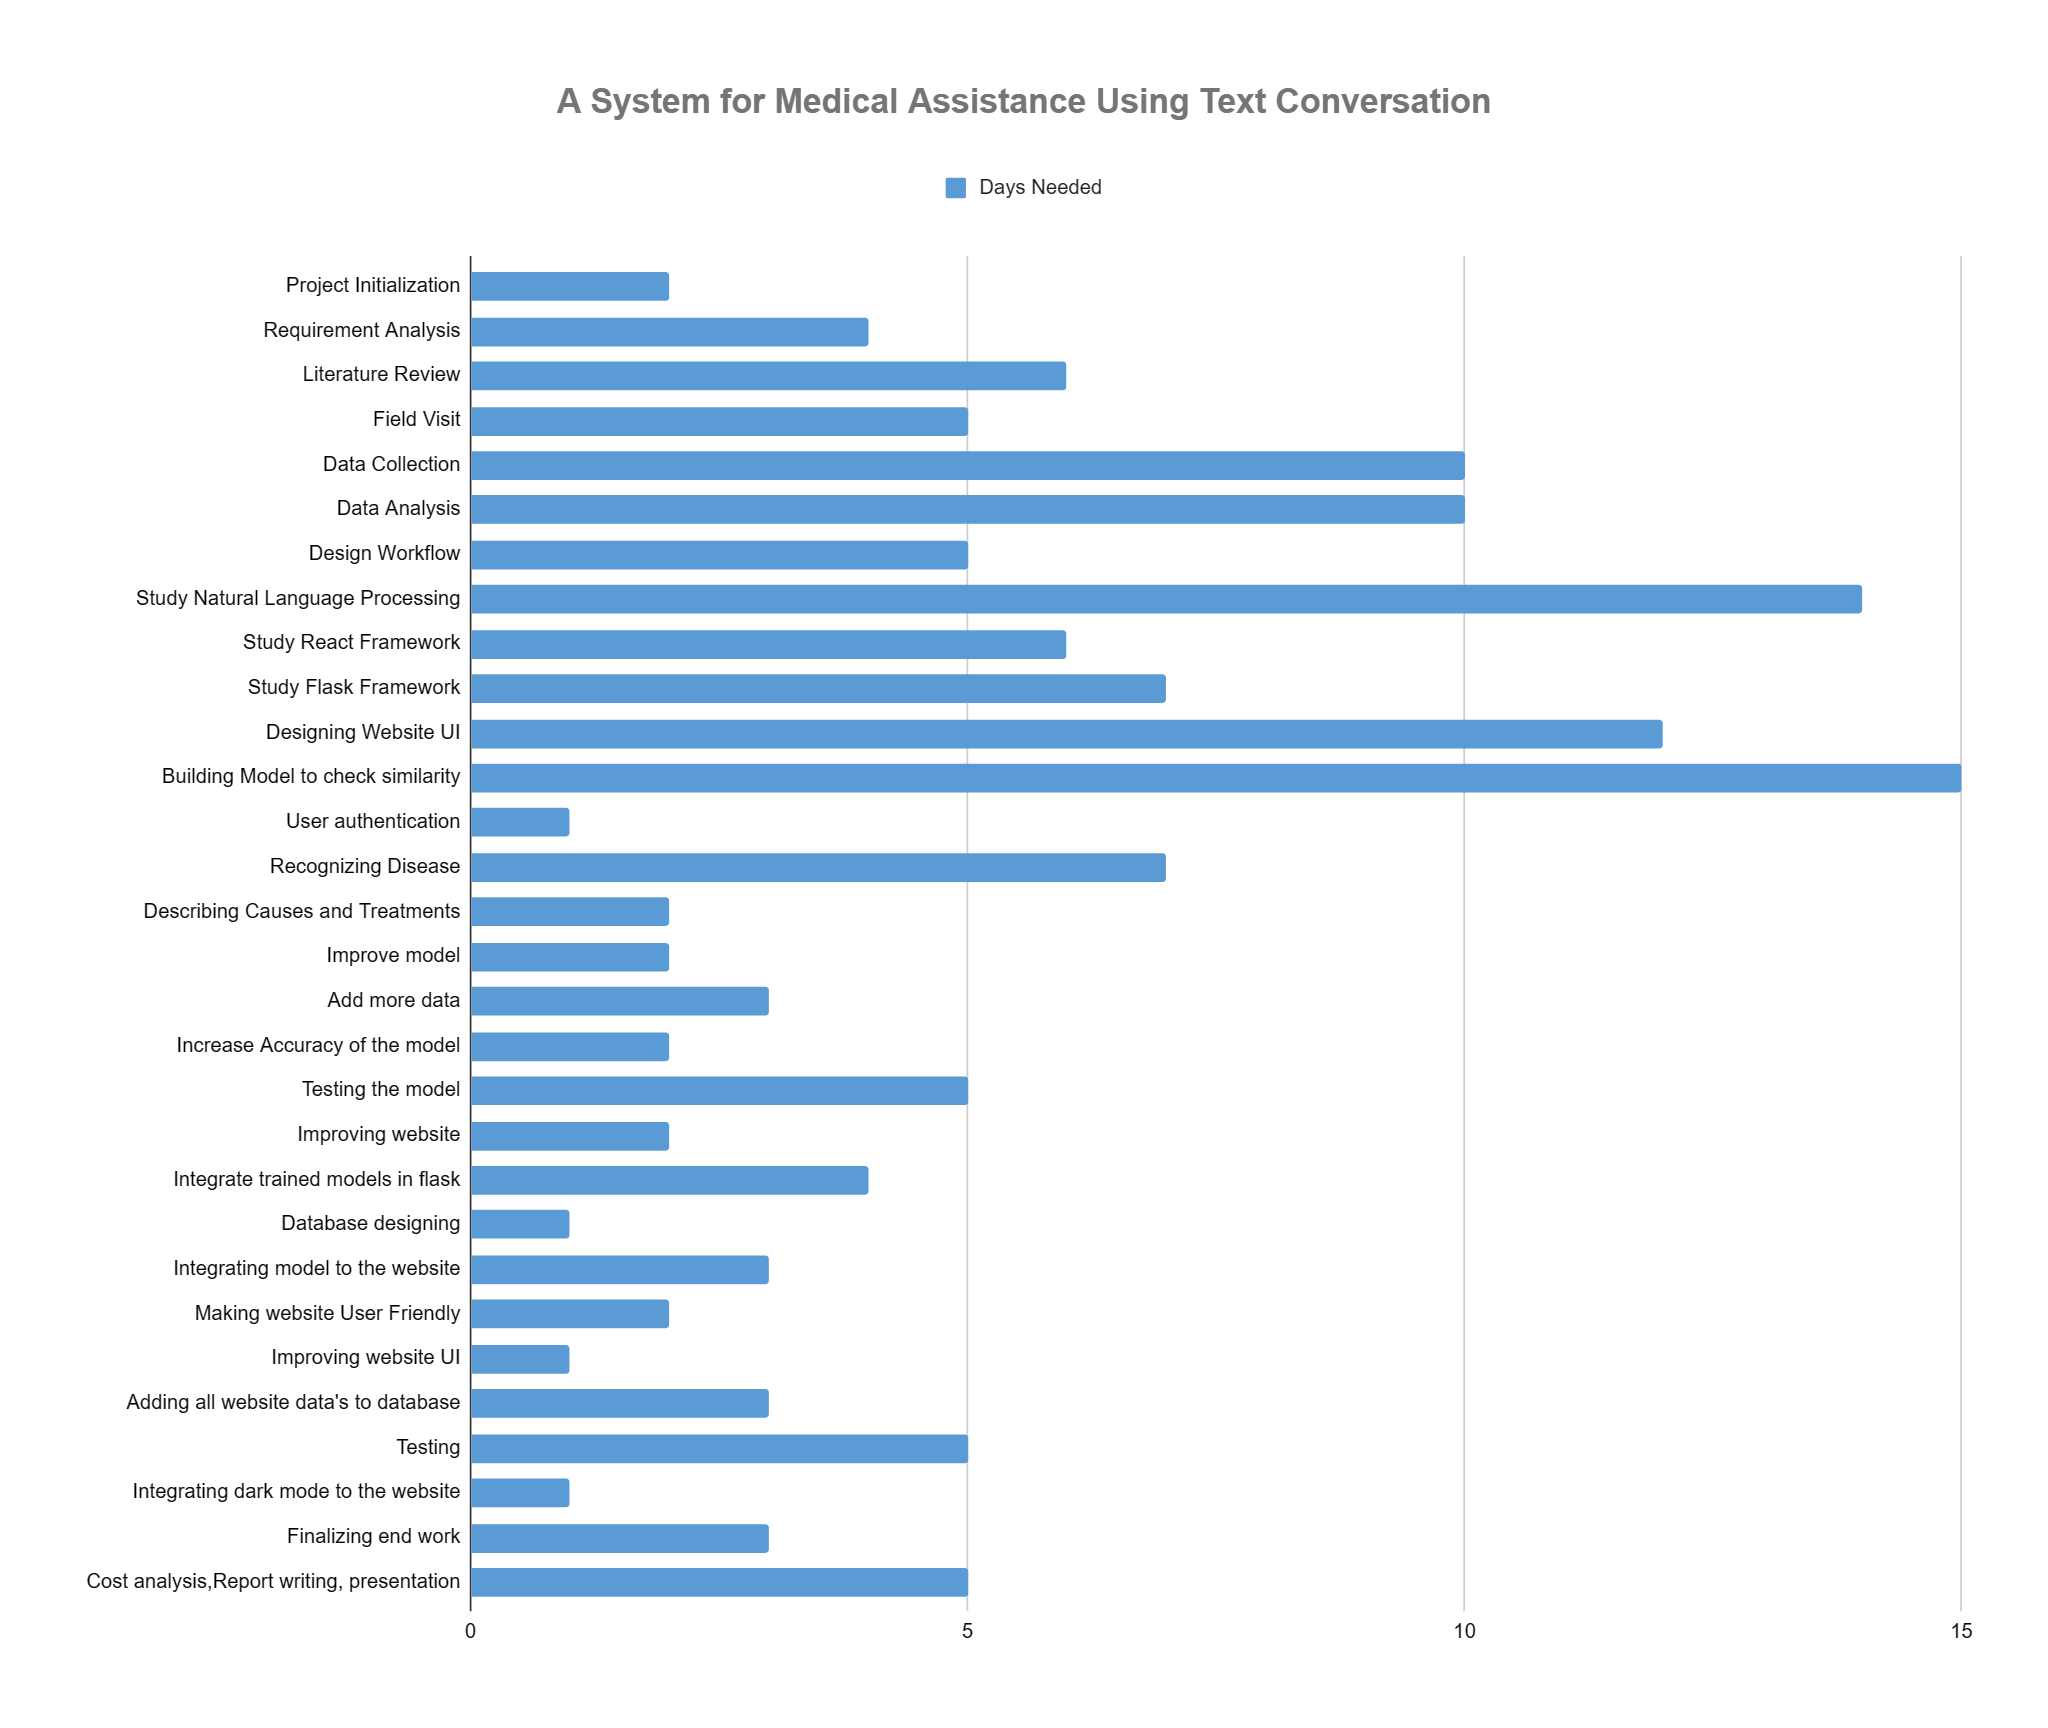 A System for Medical Assistance Using Text Conversation
Days Needed
Project Initialization
Requirement Analysis
Literature Review
Field Visit
Data Collection
Data Analysis
Design Workflow
Study Natural Language Processing
Study React Framework
Study Flask Framework
Designing Website UI
Building Model to check similarity
User authentication
Recognizing Disease
Describing Causes and Treatments
Improve model
Add more data
Increase Accuracy of the model
Testing the model
Improving website
Integrate trained models in flask
Database designing
Integrating model to the website
Making website User Friendly
Improving website UI
Adding all website data's to database
Testing
Integrating dark mode to the website
Finalizing end work
Cost analysis,Report writing, presentation
0 5 10 15